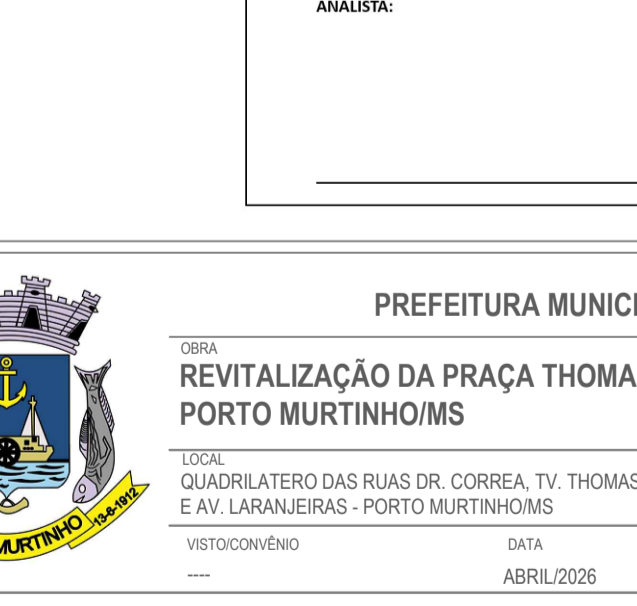 ANALISTA:
PREFEITURA MUNICI
OBRA
REVITALIZAÇÃO DA PRAÇA THOMA
PORTO MURTINHO/MS
LOCAL
QUADRILATERO DAS RUAS DR. CORREA, TV. THOMAS
E AV. LARANJEIRAS - PORTO MURTINHO/MS
VISTO/CONVÊNIO
DATA
----
ABRIL/2026
MURTINHO
13-6-1912